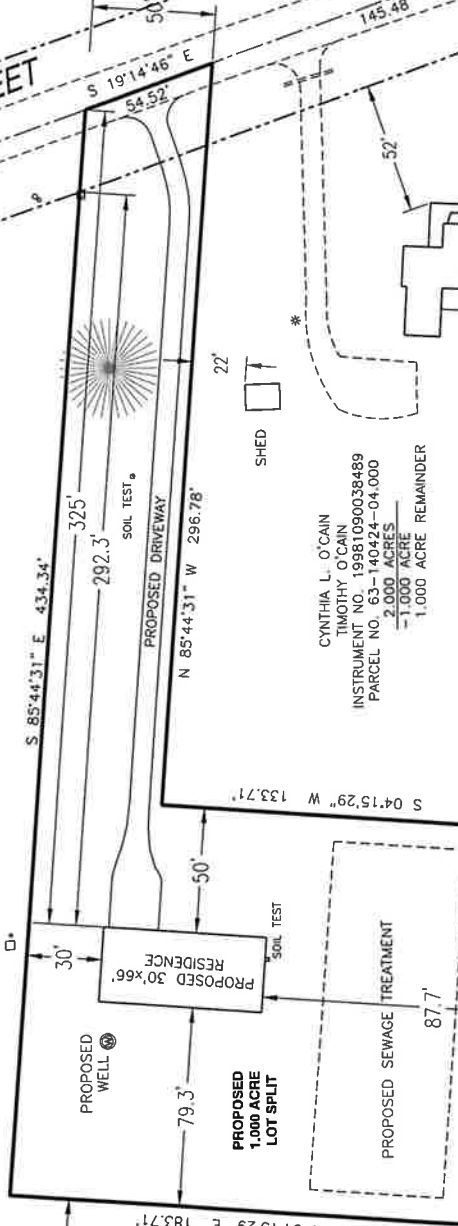 50'
EET
S 19°14'46" E
54.52'
145.48
52'
22'
SHED
S 85°44'31" E 434.34'
325'
292.3'
SOIL TEST
PROPOSED DRIVEWAY
N 85°44'31" W 296.78'
CYNTHIA L. O'CAIN
TIMOTHY O'CAIN
INSTRUMENT NO. 19981090038489
PARCEL NO. 63-140424-04.000
2.000 ACRES
-1.000 ACRE
1.000 ACRE REMAINDER
S 04°15'29" W 133.71'
50'
30'
PROPOSED 30'x66'
RESIDENCE
SOIL TEST
PROPOSED
WELL W
79.3'
PROPOSED
1.000 ACRE
LOT SPLIT
PROPOSED SEWAGE TREATMENT
87.7'
15'29" E 183.71'